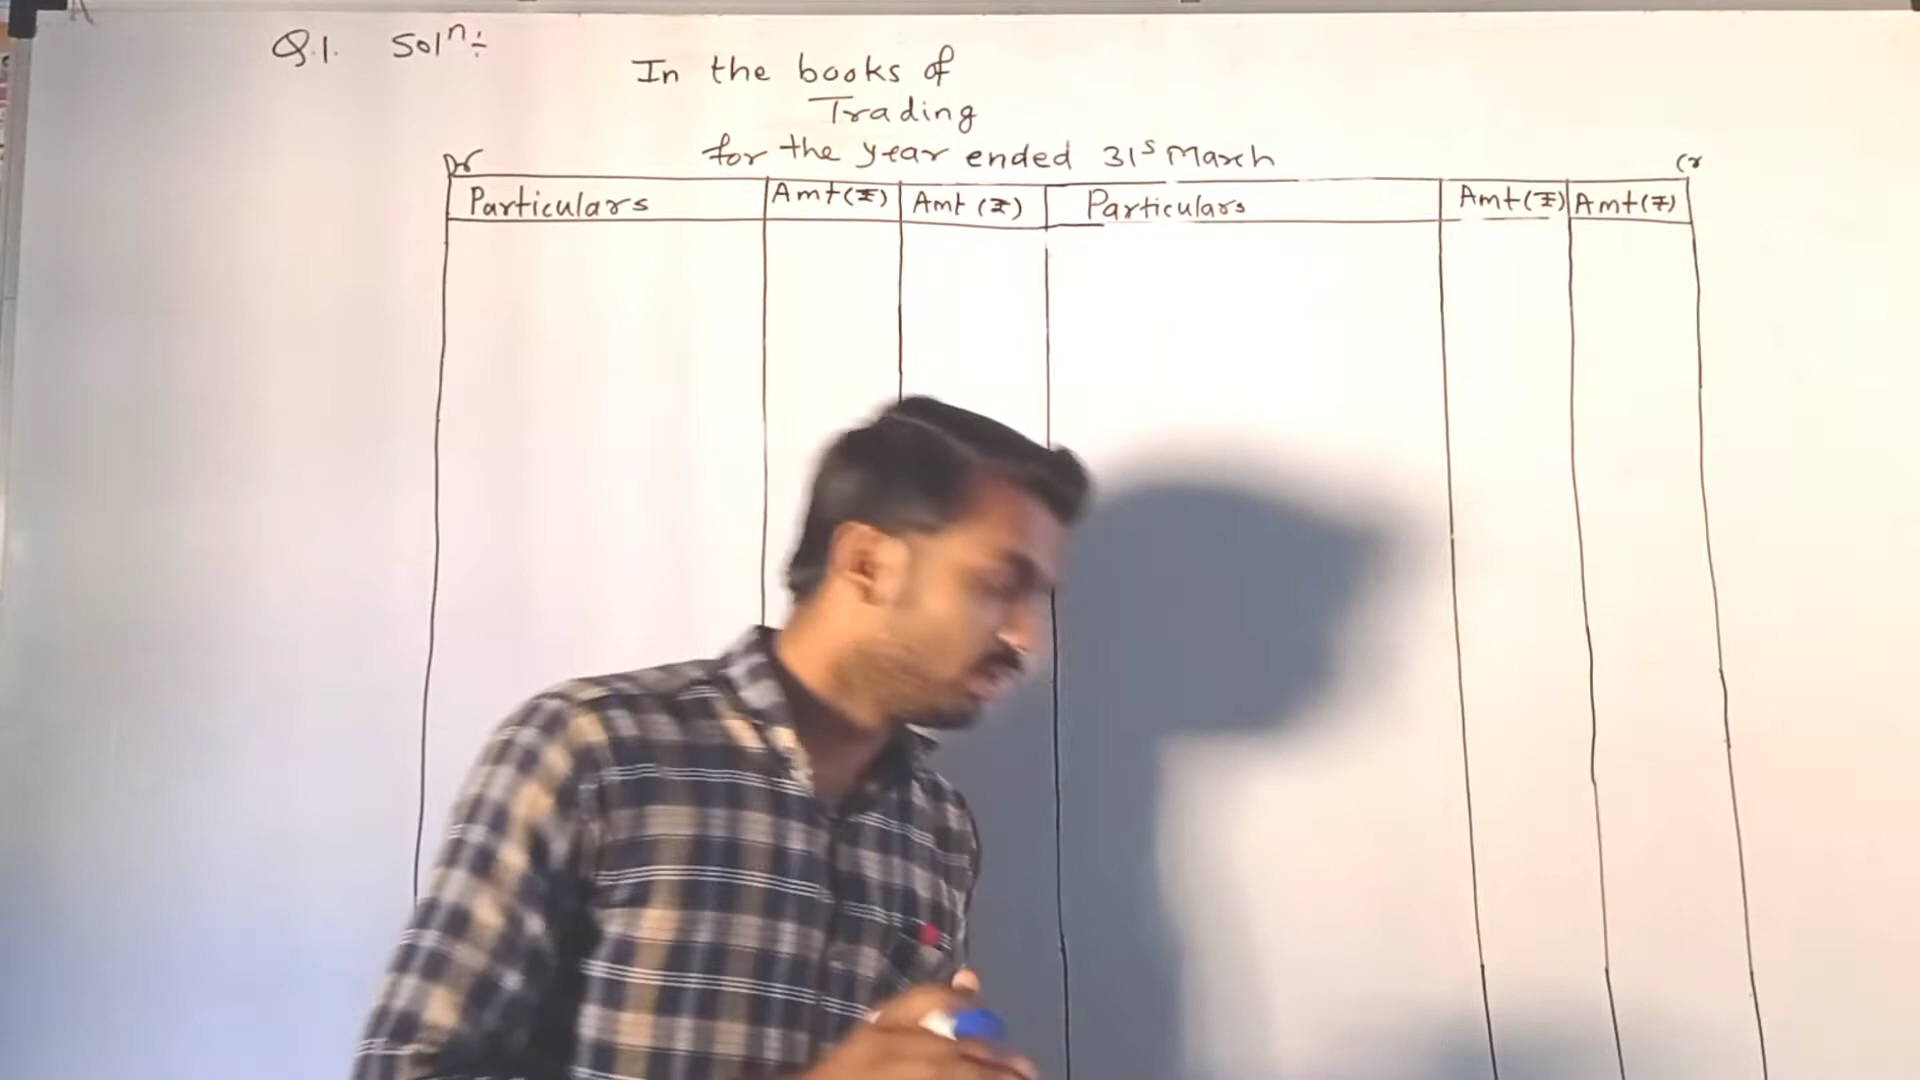 Q.1. Solⁿ÷
In the books of
Trading
for the year ended 31ˢ March
Dr Cr
Particulars Amt(₹) Amt (₹) Particulars Amt(₹) Amt(₹)